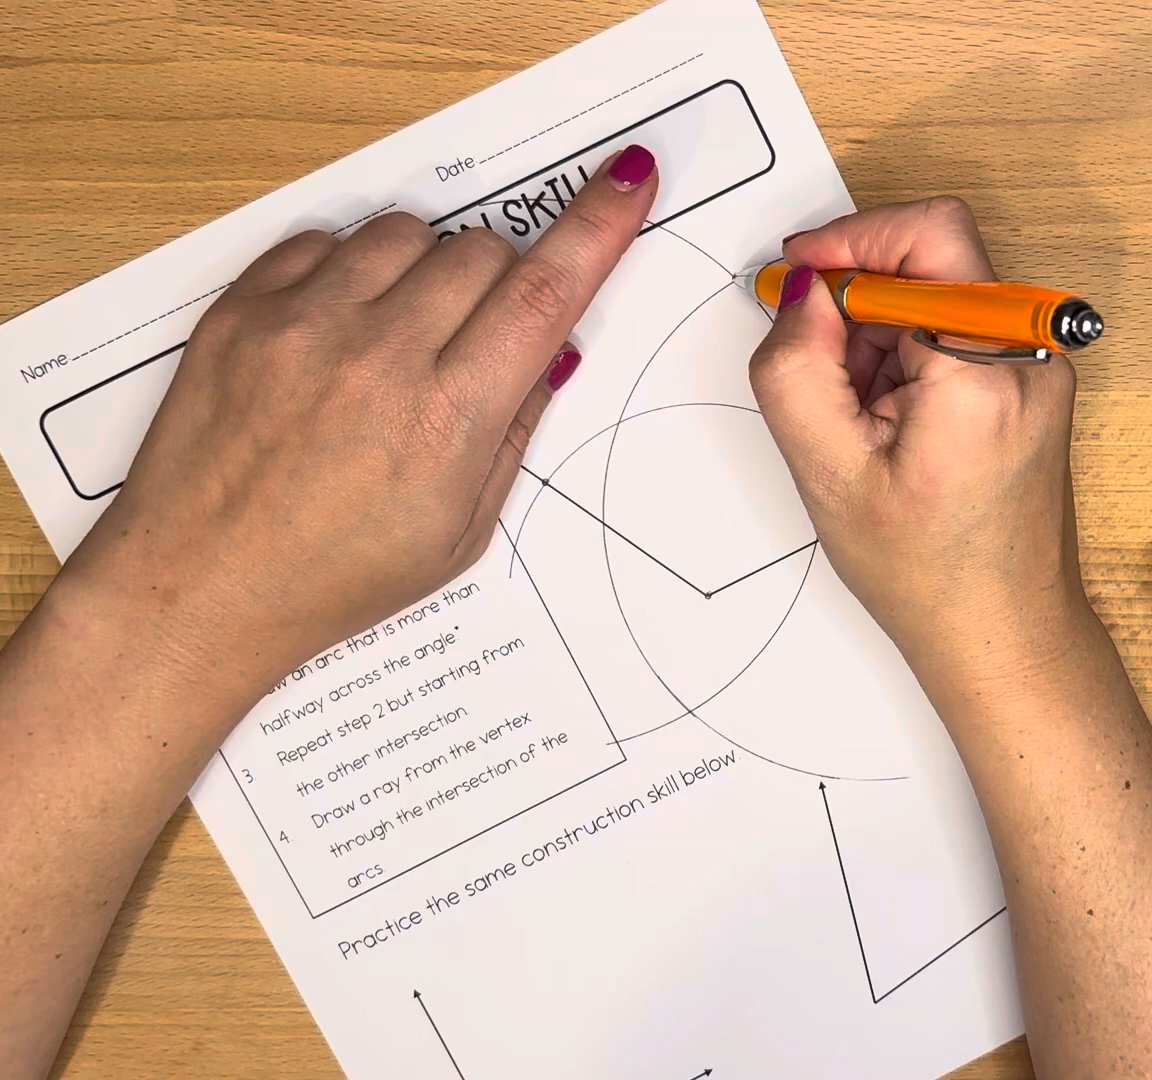 Name
Date
SKILL
an arc that is more than
halfway across the angle*
3 Repeat step 2 but starting from
the other intersection.
4 Draw a ray from the vertex
through the intersection of the
arcs
Practice the same construction skill below.